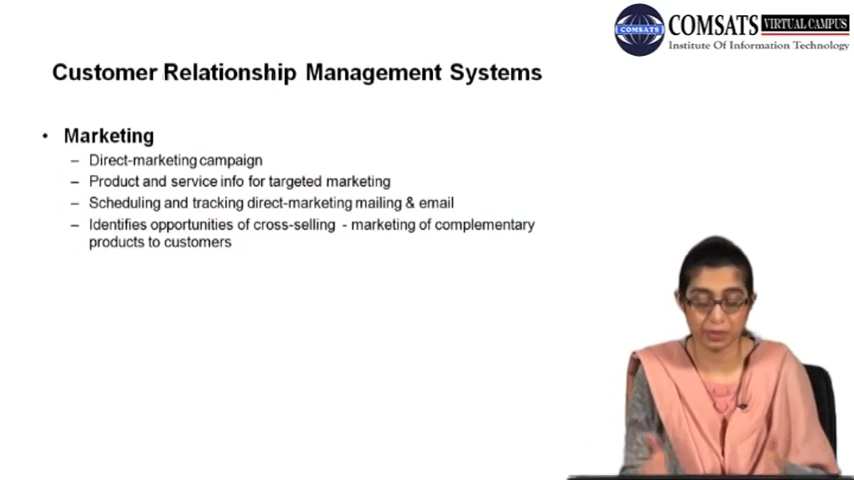 COMSATS
COMSATS VIRTUAL CAMPUS
Institute Of Information Technology
Customer Relationship Management Systems
• Marketing
– Direct-marketing campaign
– Product and service info for targeted marketing
– Scheduling and tracking direct-marketing mailing & email
– Identifies opportunities of cross-selling - marketing of complementary
products to customers